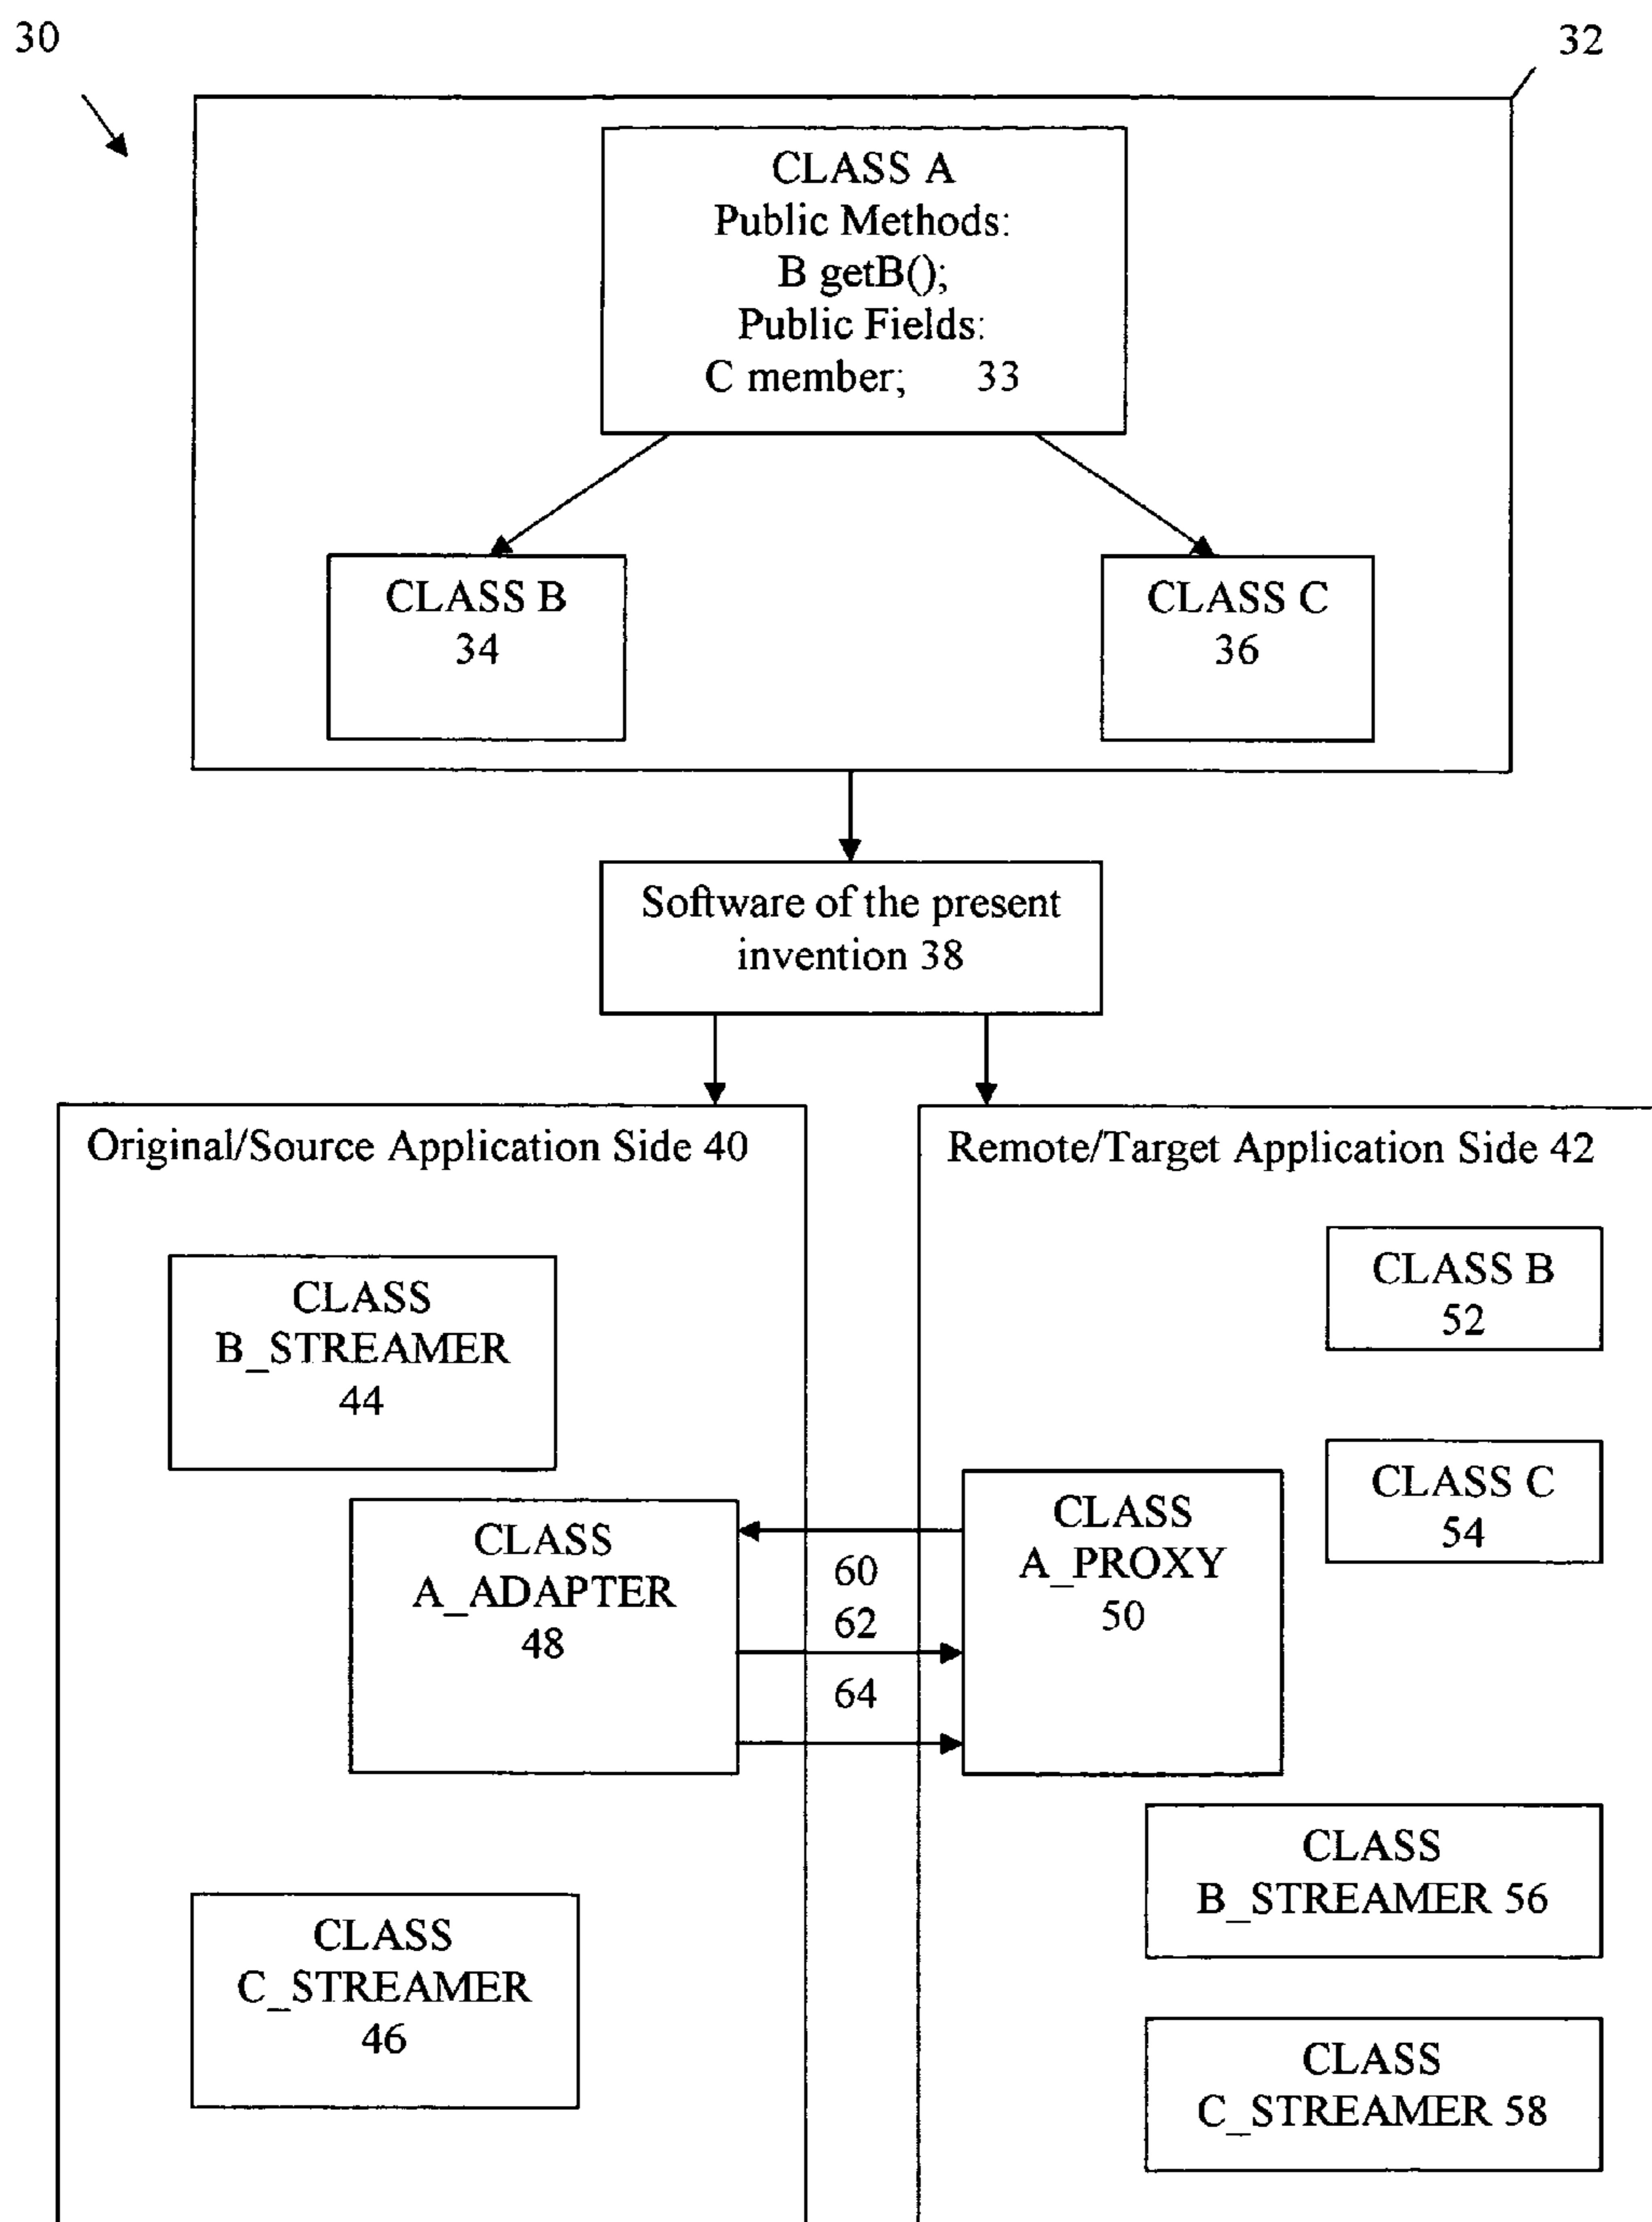 30
32
CLASS A
Public Methods:
B getB();
Public Fields:
C member; 33
CLASS B
34
CLASS C
36
Software of the present
invention 38
Original/Source Application Side 40
CLASS
B_STREAMER
44
CLASS
A_ADAPTER
48
CLASS
C_STREAMER
46
60
62
64
Remote/Target Application Side 42
CLASS B
52
CLASS C
54
CLASS
A_PROXY
50
CLASS
B_STREAMER 56
CLASS
C_STREAMER 58